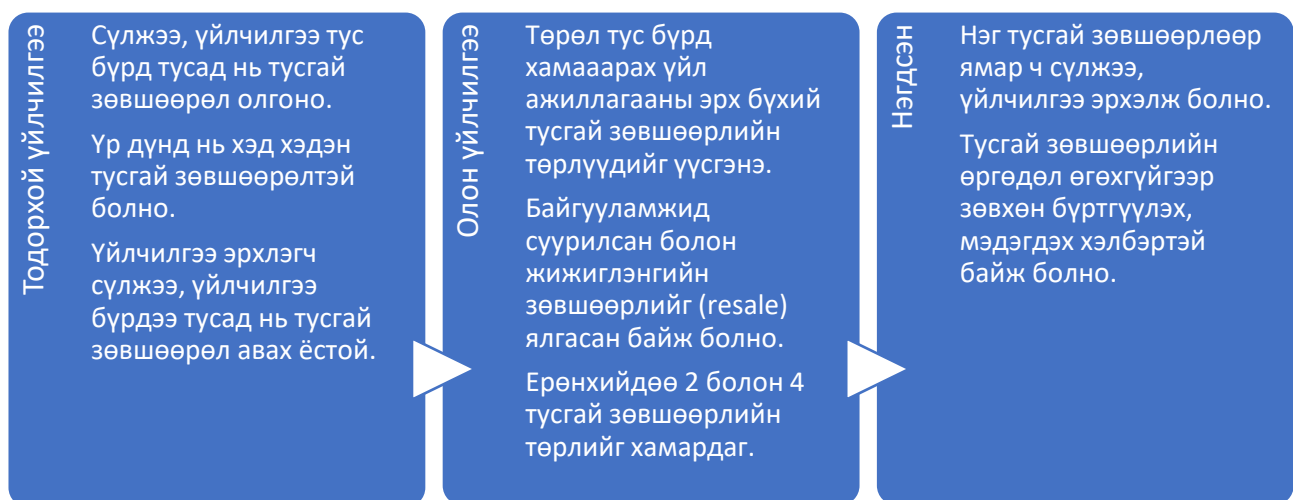 Тодорхой үйлчилгээ
Сүлжээ, үйлчилгээ тус
бүрд тусад нь тусгай
зөвшөөрөл олгоно.
Үр дүнд нь хэд хэдэн
тусгай зөвшөөрөлтэй
болно.
Үйлчилгээ эрхлэгч
сүлжээ, үйлчилгээ
бүрдээ тусад нь тусгай
зөвшөөрөл авах ёстой.
Олон үйлчилгээ
Төрөл тус бүрд
хамааарах үйл
ажиллагааны эрх бүхий
тусгай зөвшөөрлийн
төрлүүдийг үүсгэнэ.
Байгууламжид
суурилсан болон
жижиглэнгийн
зөвшөөрлийг (resale)
ялгасан байж болно.
Ерөнхийдөө 2 болон 4
тусгай зөвшөөрлийн
төрлийг хамардаг.
Нэгдсэн
Нэг тусгай зөвшөөрлөөр
ямар ч сүлжээ,
үйлчилгээ эрхэлж болно.
Тусгай зөвшөөрлийн
өргөдөл өгөхгүйгээр
зөвхөн бүртгүүлэх,
мэдэгдэх хэлбэртэй
байж болно.